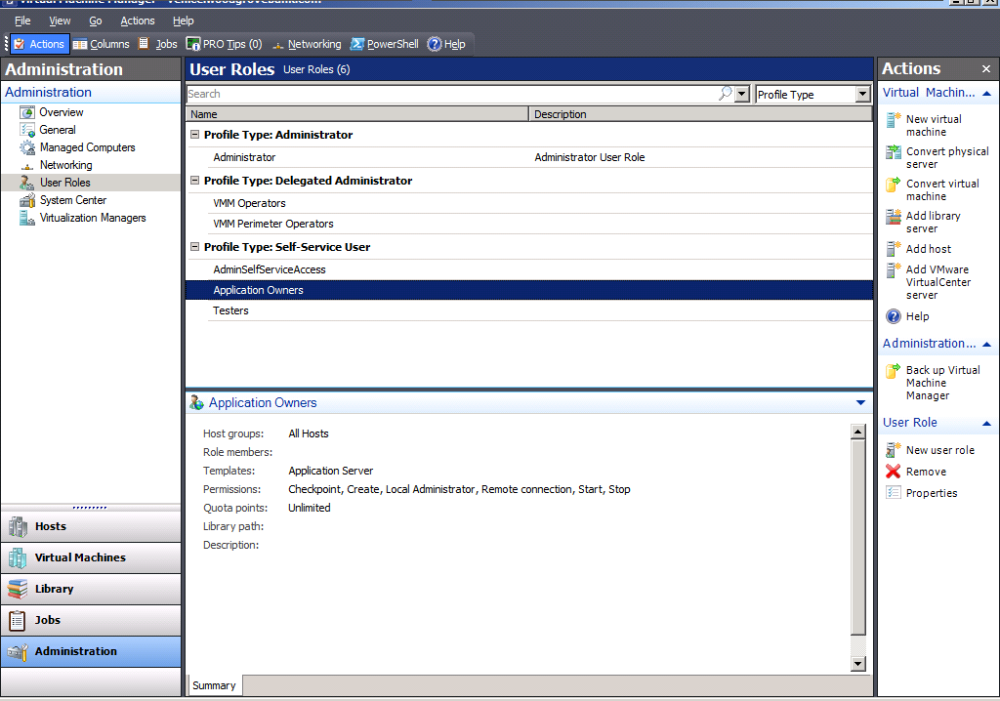 File View Go Actions Help
Actions Columns Jobs PRO Tips (0) Networking PowerShell Help
Administration
Administration
Overview
General
Managed Computers
Networking
User Roles
System Center
Virtualization Managers
Hosts
Virtual Machines
Library
Jobs
Administration
User Roles User Roles (6)
Search
Profile Type
Name Description
Profile Type: Administrator
Administrator Administrator User Role
Profile Type: Delegated Administrator
VMM Operators
VMM Perimeter Operators
Profile Type: Self-Service User
AdminSelfServiceAccess
Application Owners
Testers
Application Owners
Host groups: All Hosts
Role members:
Templates: Application Server
Permissions: Checkpoint, Create, Local Administrator, Remote connection, Start, Stop
Quota points: Unlimited
Library path:
Description:
Summary
Actions
Virtual Machin...
New virtual
machine
Convert physical
server
Convert virtual
machine
Add library
server
Add host
Add VMware
VirtualCenter
server
Help
Administration...
Back up Virtual
Machine
Manager
User Role
New user role
Remove
Properties